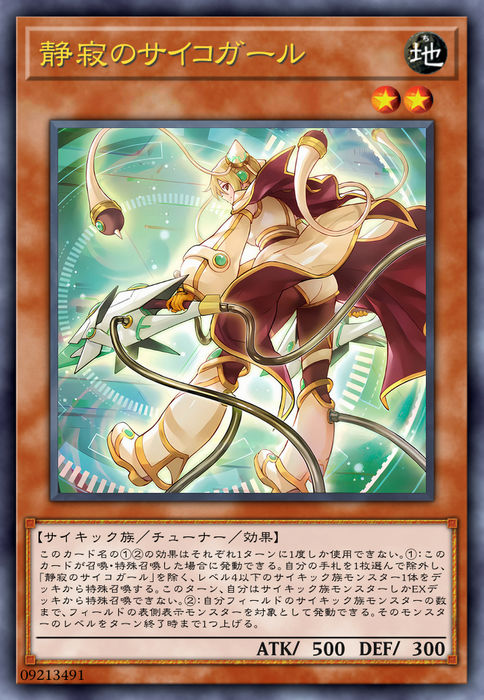 静寂のサイコガール
ち
地
【サイキック族／チューナー／効果】
このカード名の①②の効果はそれぞれ1ターンに1度しか使用できない。①：この
カードが召喚・特殊召喚した場合に発動できる。自分の手札を1枚選んで除外し、
「静寂のサイコガール」を除く、レベル4以下のサイキック族モンスター1体をデ
ッキから特殊召喚する。このターン、自分はサイキック族モンスターしかEXデ
ッキから特殊召喚できない。②：自分フィールドのサイキック族モンスターの数
まで、フィールドの表側表示モンスターを対象として発動できる。そのモンスタ
ーのレベルをターン終了時まで1つ上げる。
ATK/ 500 DEF/ 300
09213491